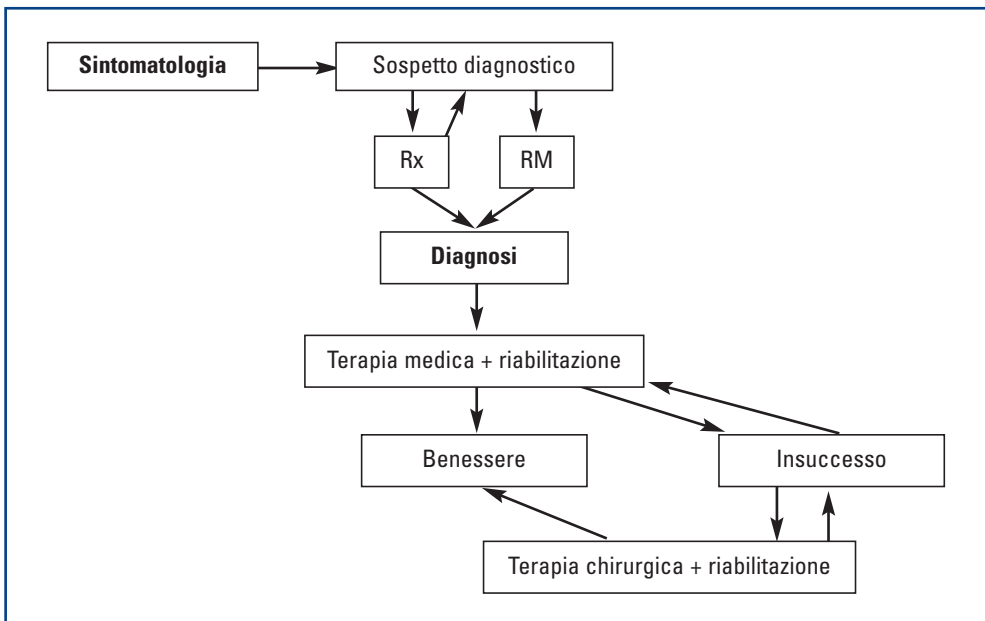 Sintomatologia
Sospetto diagnostico
Rx
RM
Diagnosi
Terapia medica + riabilitazione
Benessere
Insuccesso
Terapia chirurgica + riabilitazione